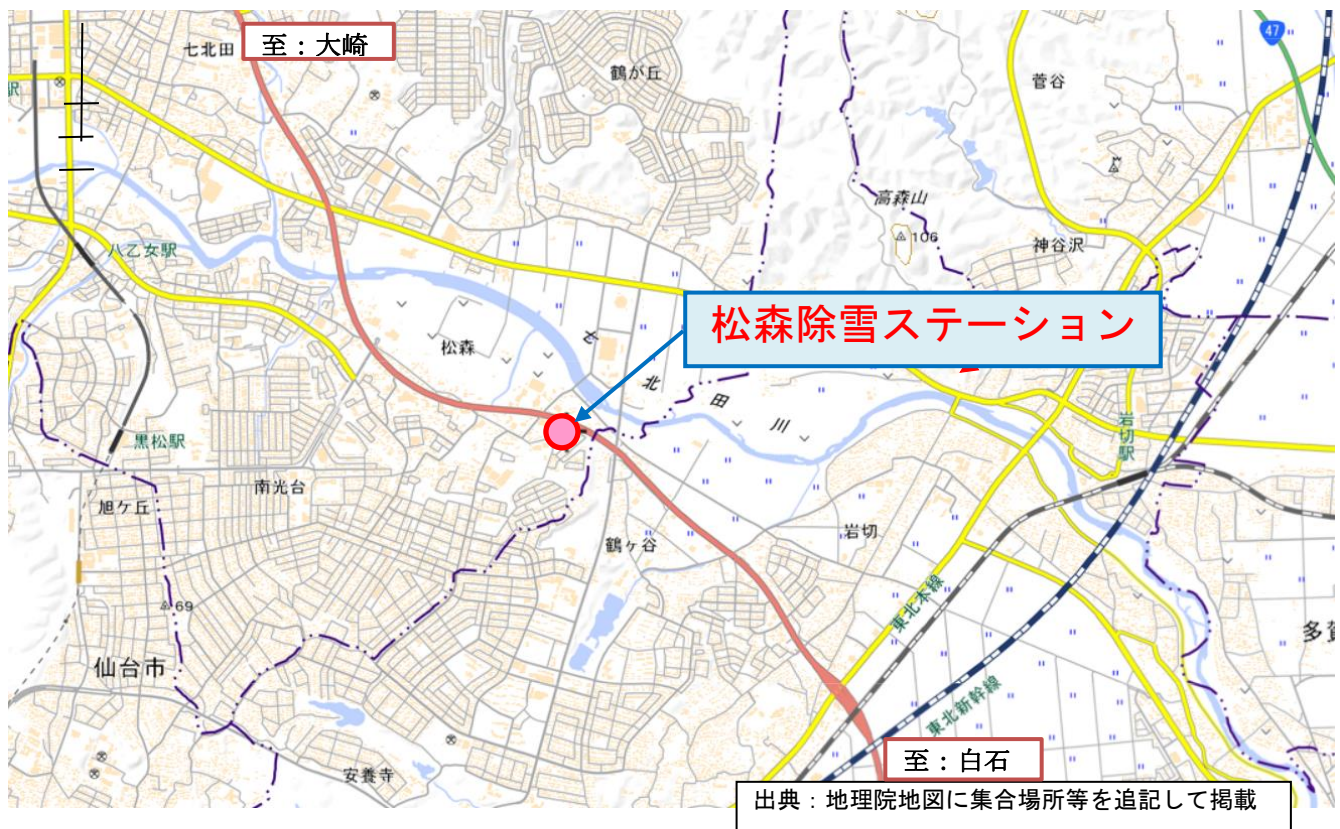 七北田
至：大崎
47
鶴が丘
菅谷
高森山
106
神谷沢
八乙女駅
松森除雪ステーション
松森
七北田川
岩切駅
黒松駅
南光台
旭ケ丘
鶴ヶ谷
岩切
69
東北本線
仙台市
東北新幹線
至：白石
安養寺
出典：地理院地図に集合場所等を追記して掲載